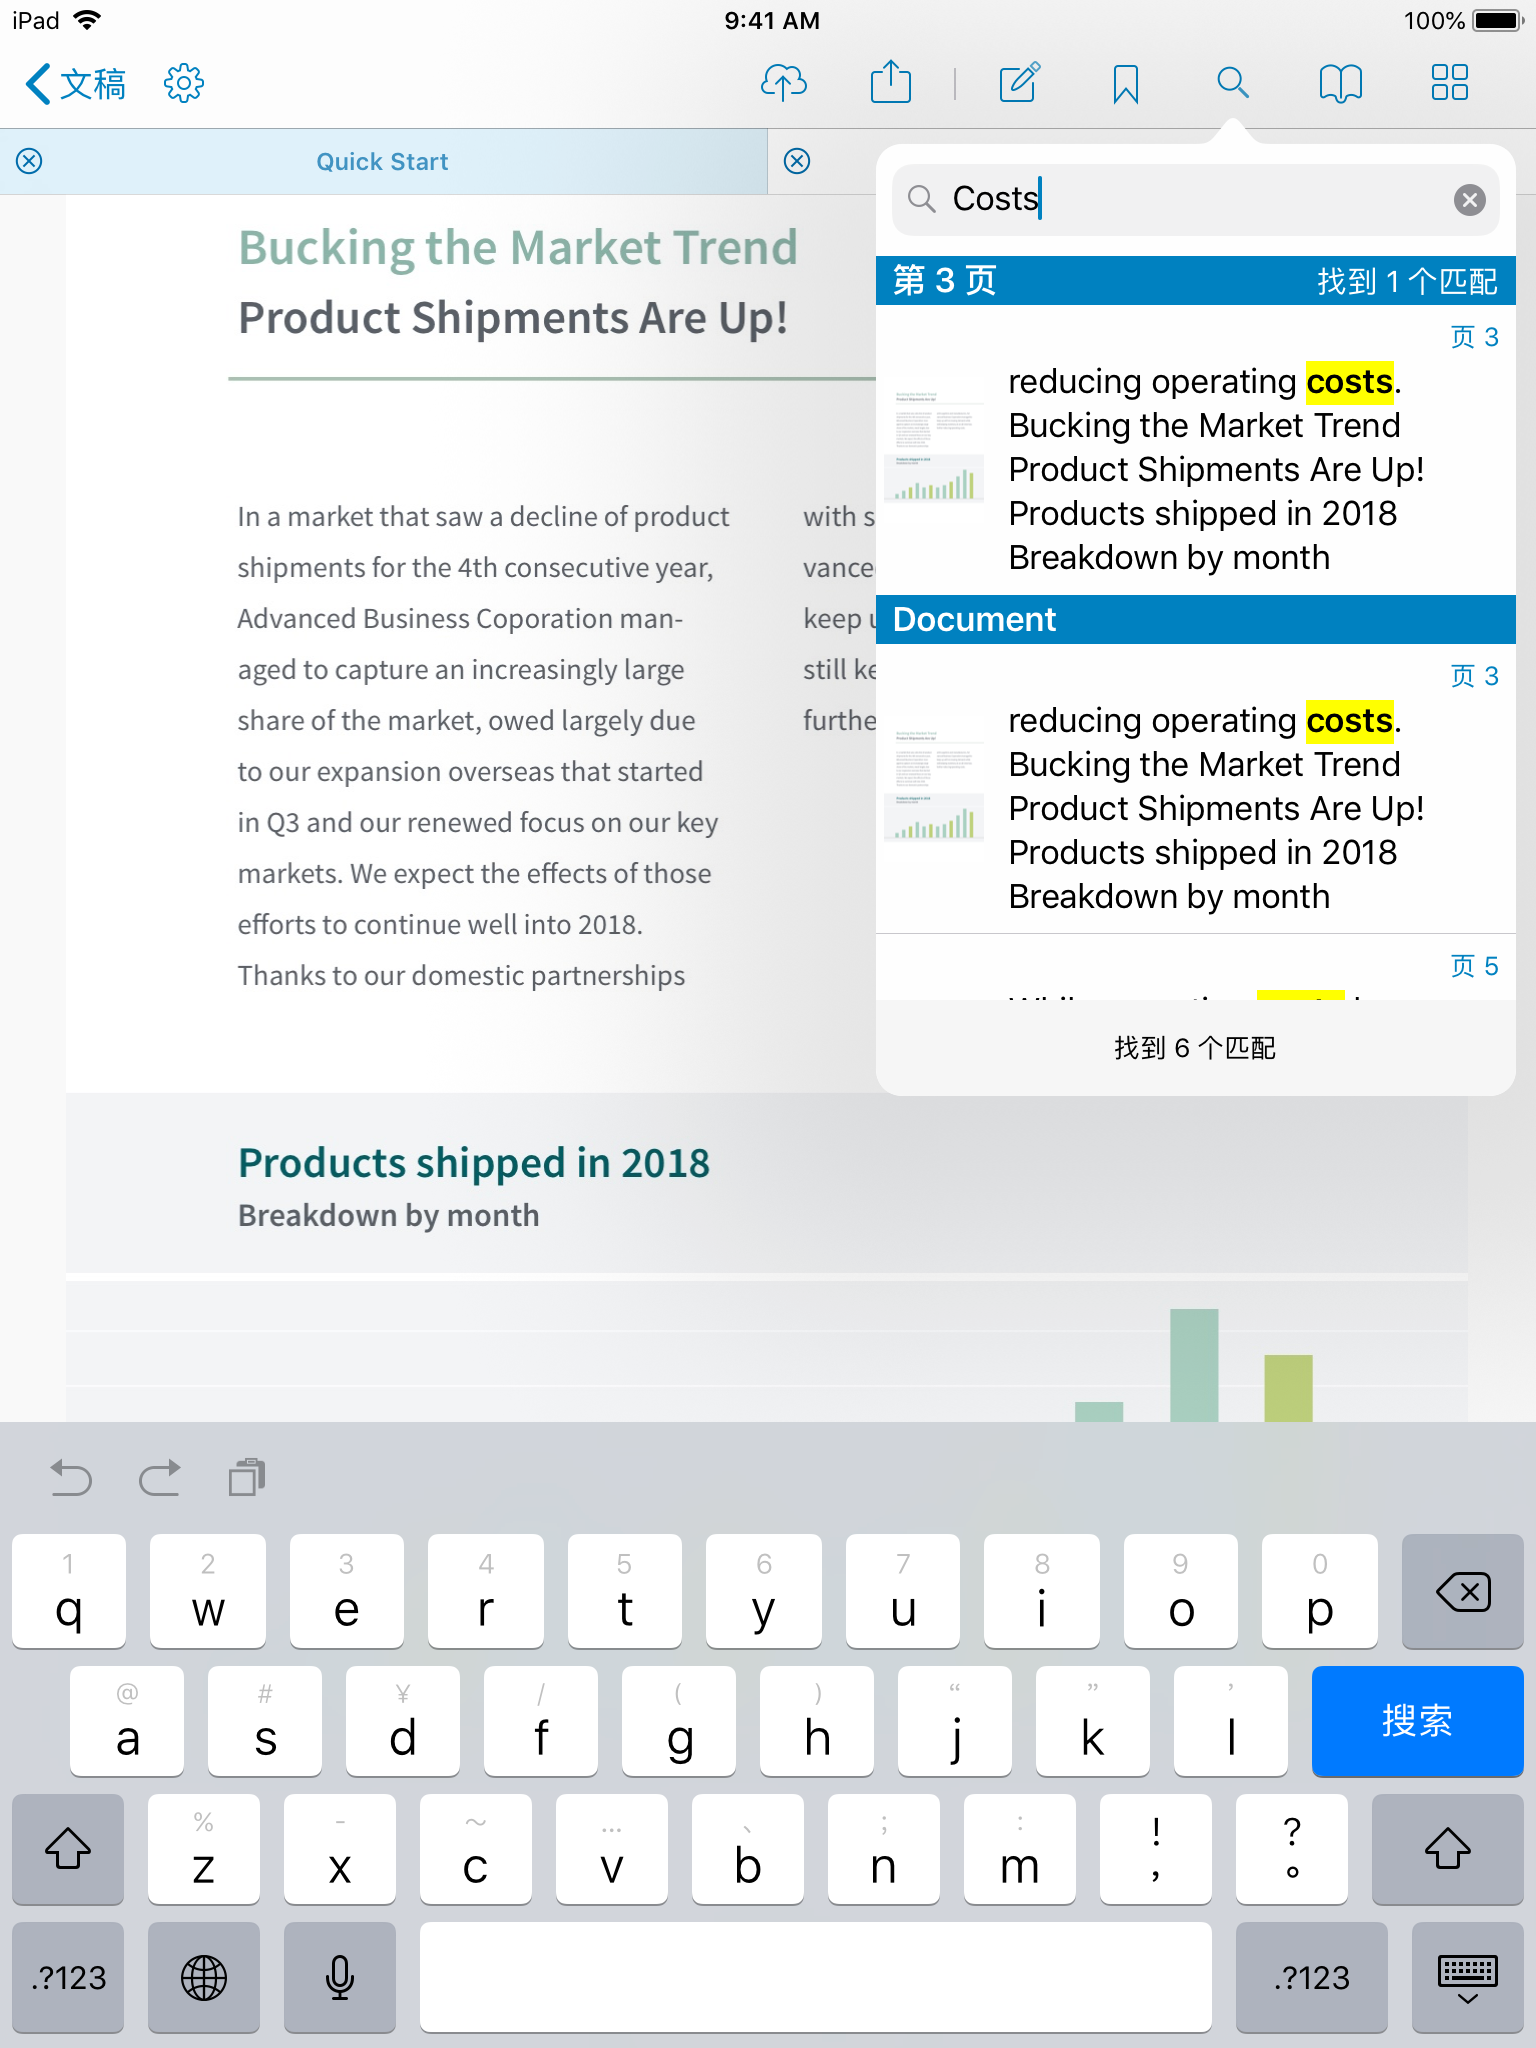 iPad
9:41 AM
100%
文稿
Quick Start
Costs
第 3 页
找到 1 个匹配
页 3
reducing operating costs.
Bucking the Market Trend
Product Shipments Are Up!
Products shipped in 2018
Breakdown by month
Document
页 3
reducing operating costs.
Bucking the Market Trend
Product Shipments Are Up!
Products shipped in 2018
Breakdown by month
页 5
找到 6 个匹配
Bucking the Market Trend
Product Shipments Are Up!
In a market that saw a decline of product
shipments for the 4th consecutive year,
Advanced Business Coporation man-
aged to capture an increasingly large
share of the market, owed largely due
to our expansion overseas that started
in Q3 and our renewed focus on our key
markets. We expect the effects of those
efforts to continue well into 2018.
Thanks to our domestic partnerships
with s
vance
keep u
still ke
furthe
Products shipped in 2018
Breakdown by month
1 2 3 4 5 6 7 8 9 0
q w e r t y u i o p
@ # ¥ / ( ) “ ” ’
a s d f g h j k l
搜索
% - ～ … 、 ; : ! ?
z x c v b n m , 。
.?123
.?123